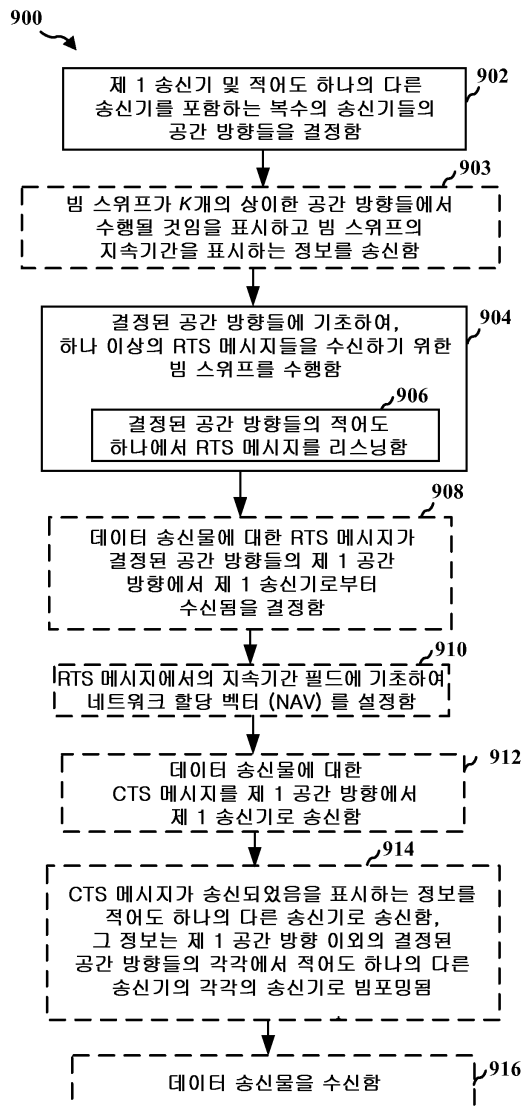 900
제 1 송신기 및 적어도 하나의 다른
송신기를 포함하는 복수의 송신기들의
공간 방향들을 결정함
902
903
빔 스위프가 K개의 상이한 공간 방향들에서
수행될 것임을 표시하고 빔 스위프의
지속기간을 표시하는 정보를 송신함
904
결정된 공간 방향들에 기초하여,
하나 이상의 RTS 메시지들을 수신하기 위한
빔 스위프를 수행함
906
결정된 공간 방향들의 적어도
하나에서 RTS 메시지를 리스닝함
908
데이터 송신물에 대한 RTS 메시지가
결정된 공간 방향들의 제 1 공간
방향에서 제 1 송신기로부터
수신됨을 결정함
910
RTS 메시지에서의 지속기간 필드에 기초하여
네트워크 할당 벡터 (NAV) 를 설정함
912
데이터 송신물에 대한
CTS 메시지를 제 1 공간 방향에서
제 1 송신기로 송신함
914
CTS 메시지가 송신되었음을 표시하는 정보를
적어도 하나의 다른 송신기로 송신함,
그 정보는 제 1 공간 방향 이외의 결정된
공간 방향들의 각각에서 적어도 하나의 다른
송신기의 각각의 송신기로 빔포밍됨
916
데이터 송신물을 수신함